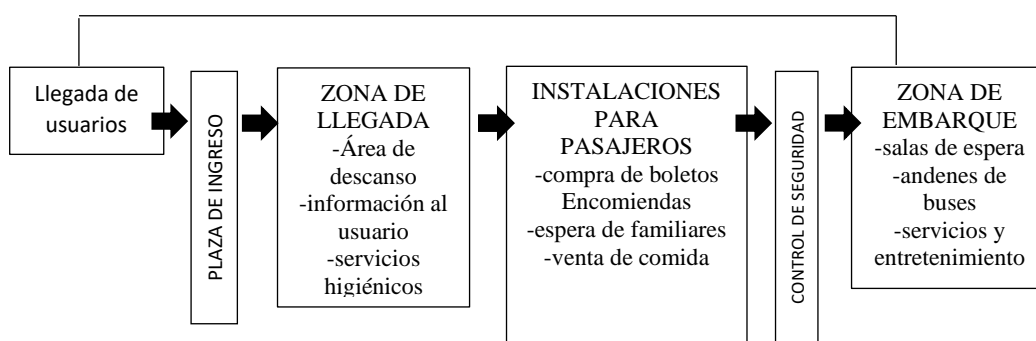 Llegada de
usuarios
PLAZA DE INGRESO
ZONA DE
LLEGADA
-Área de
descanso
-información al
usuario
-servicios
higiénicos
INSTALACIONES
PARA
PASAJEROS
-compra de boletos
Encomiendas
-espera de familiares
-venta de comida
CONTROL DE SEGURIDAD
ZONA DE
EMBARQUE
-salas de espera
-andenes de
buses
-servicios y
entretenimiento